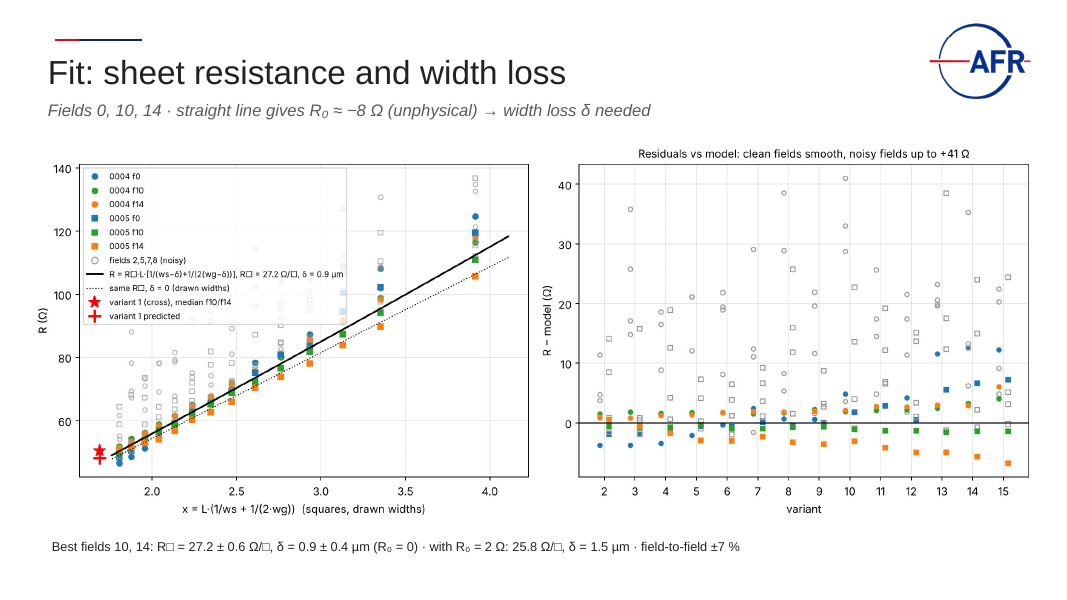 AFR
Fit: sheet resistance and width loss
Fields 0, 10, 14 · straight line gives R₀ ≈ −8 Ω (unphysical) → width loss δ needed
140
120
100
80
60
R (Ω)
0004 f0
0004 f10
0004 f14
0005 f0
0005 f10
0005 f14
fields 2,5,7,8 (noisy)
R = R□·L·[1/(ws−δ)+1/(2(wg−δ))], R□ = 27.2 Ω/□, δ = 0.9 μm
same R□, δ = 0 (drawn widths)
variant 1 (cross), median f10/f14
variant 1 predicted
2.0 2.5 3.0 3.5 4.0
x = L·(1/ws + 1/(2·wg)) (squares, drawn widths)
Residuals vs model: clean fields smooth, noisy fields up to +41 Ω
40
30
20
10
0
R − model (Ω)
2 3 4 5 6 7 8 9 10 11 12 13 14 15
variant
Best fields 10, 14: R□ = 27.2 ± 0.6 Ω/□, δ = 0.9 ± 0.4 μm (R₀ = 0) · with R₀ = 2 Ω: 25.8 Ω/□, δ = 1.5 μm · field-to-field ±7 %